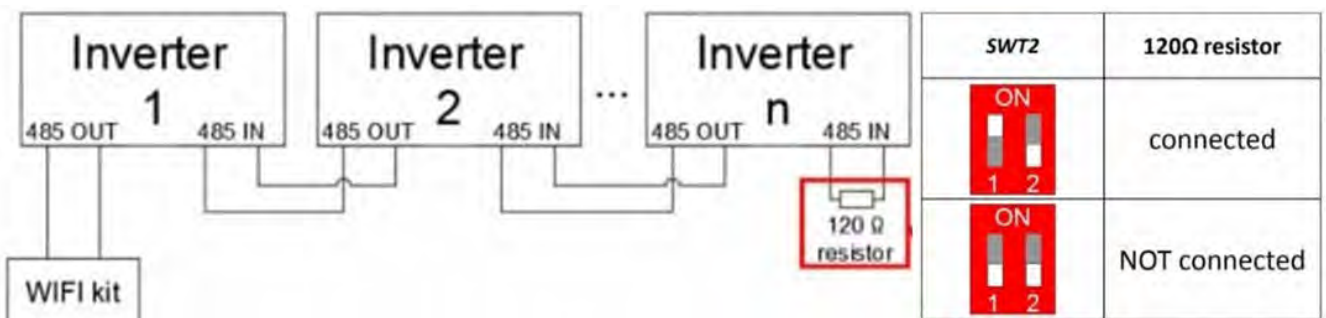 Inverter
1
485 OUT
485 IN
Inverter
2
485 OUT
485 IN
...
Inverter
n
485 OUT
485 IN
120 Ω
resistor
WIFI kit
SWT2
120Ω resistor
ON
1 2
connected
ON
1 2
NOT connected